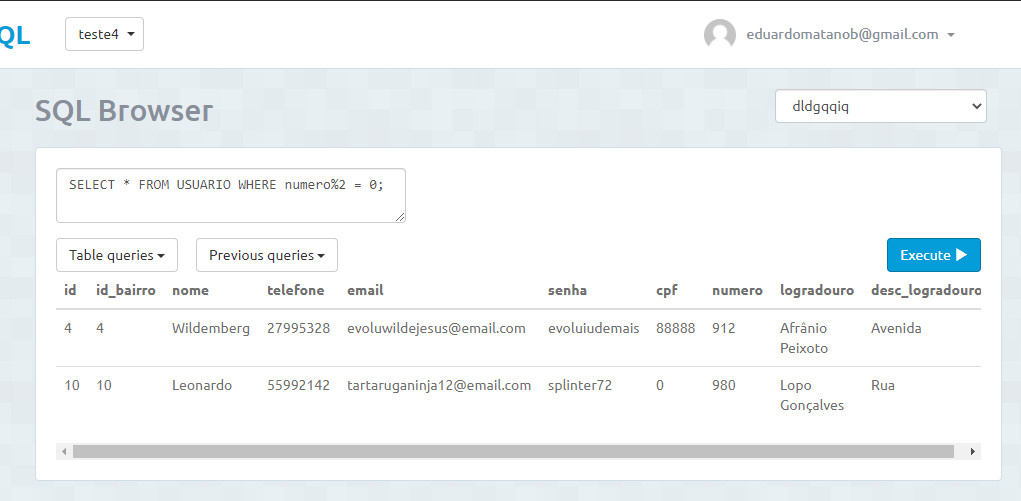 QL teste4 eduardomatanob@gmail.com
SQL Browser dldgqqiq
SELECT * FROM USUARIO WHERE numero%2 = 0;
Table queries Previous queries Execute
id id_bairro nome telefone email senha cpf numero logradouro desc_logradouro
4 4 Wildemberg 27995328 evoluwildejesus@email.com evoluiudemais 88888 912 Afrânio Avenida
Peixoto
10 10 Leonardo 55992142 tartaruganinja12@email.com splinter72 0 980 Lopo Rua
Gonçalves